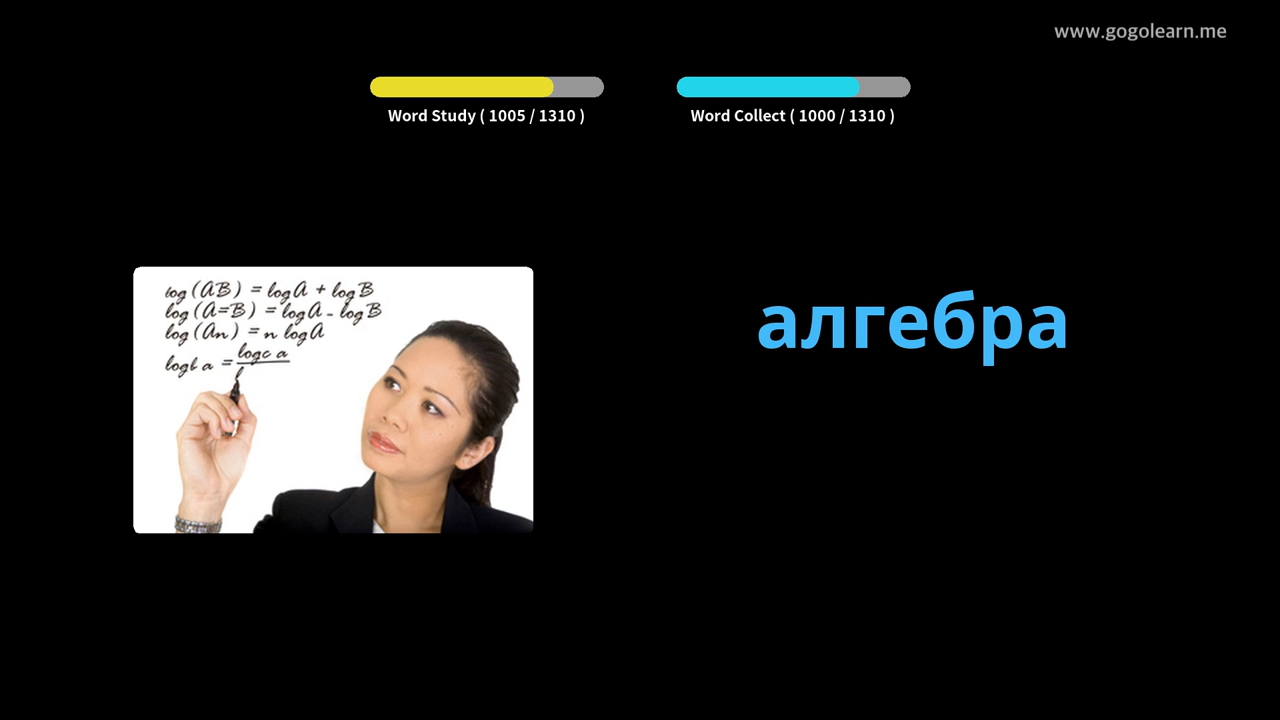 www.gogolearn.me
Word Study ( 1005 / 1310 )
Word Collect ( 1000 / 1310 )
log (AB) = log A + log B
log (A=B) = log A - log B
log (An) = n log A
logb a = logc a
алгебра